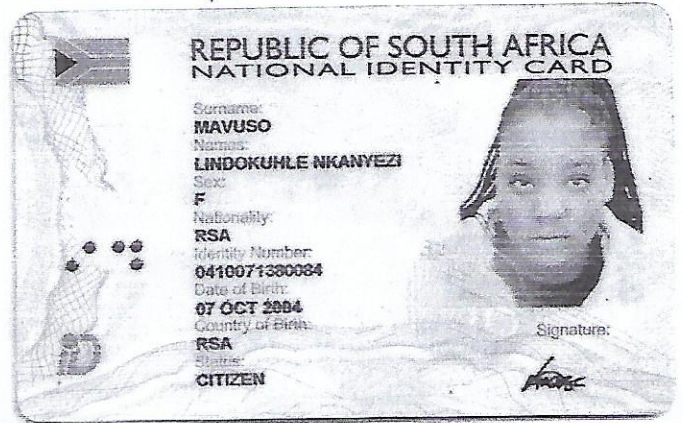 REPUBLIC OF SOUTH AFRICA
NATIONAL IDENTITY CARD
Surname:
MAVUSO
Names:
LINDOKUHLE NKANYEZI
Sex:
F
Nationality:
RSA
Identity Number:
0410071380084
Date of Birth:
07 OCT 2004
Country of Birth:
RSA
Status:
CITIZEN
Signature: